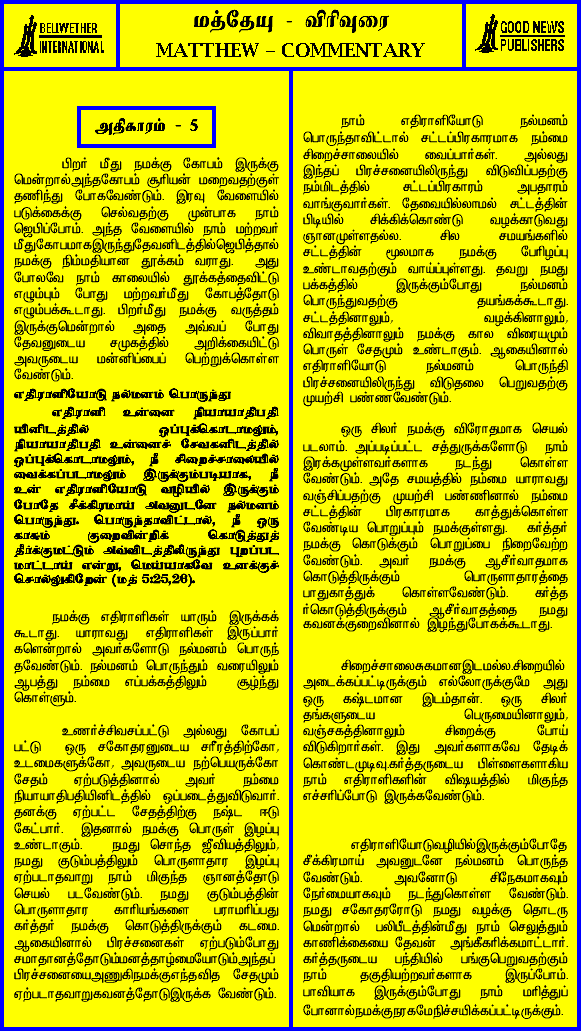 BELIWETHER
INTERNATIONAL
மத்தேயு - விரிவுரை
MATTHEW – COMMENTARY
GOOD NEWS
PUBLISHERS
அதிகாரம் - 5
பிறர் மீது நமக்கு கோபம் இருக்கு
மென்றால்அந்தகோபம் சூரியன் மறைவதற்குள்
தணிந்து போகவேண்டும். இரவு வேளையில்
படுக்கைக்கு செல்வதற்கு முன்பாக நாம்
ஜெபிப்போம். அந்த வேளையில் நாம் மற்றவர்
மீதுகோபமாகஇருந்துதேவனிடத்தில்ஜெபித்தால்
நமக்கு நிம்மதியான தூக்கம் வராது. அது
போலவே நாம் காலையில் தூக்கத்தைவிட்டு
எழும்பும் போது மற்றவர்மீது கோபத்தோடு
எழும்பக்கூடாது. பிறர்மீது நமக்கு வருத்தம்
இருக்குமென்றால் அதை அவ்வப் போது
தேவனுடைய சமுகத்தில் அறிக்கையிட்டு
அவருடைய மன்னிப்பைப் பெற்றுக்கொள்ள
வேண்டும்.
எதிராளியோடு நல்மனம் பொருந்து
எதிராளி உன்னை நியாயாதிபதி
யினிடத்தில் ஒப்புக்கொடாமலும்,
நியாயாதிபதி உன்னைச் சேவகனிடத்தில்
ஒப்புக்கொடாமலும், நீ சிறைச்சாலையில்
வைக்கப்படாமலும் இருக்கும்படியாக, நீ
உன் எதிராளியோடு வழியில் இருக்கும்
போதே சீக்கிரமாய் அவனுடனே நல்மனம்
பொருந்து. பொருந்தாவிட்டால், நீ ஒரு
காசும் குறைவின்றிக் கொடுத்துத்
தீர்க்குமட்டும் அவ்விடத்திலிருந்து புறப்பட
மாட்டாய் என்று, மெய்யாகவே உனக்குச்
சொல்லுகிறேன் (மத் 5:25,26).
நமக்கு எதிராளிகள் யாரும் இருக்கக்
கூடாது. யாராவது எதிராளிகள் இருப்பார்
களென்றால் அவர்களோடு நல்மனம் பொருந்
தவேண்டும். நல்மனம் பொருந்தும் வரையிலும்
ஆபத்து நம்மை எப்பக்கத்திலும் சூழ்ந்து
கொள்ளும்.
உணர்ச்சிவசப்பட்டு அல்லது கோபப்
பட்டு ஒரு சகோதரனுடைய சரீரத்திற்கோ,
உடமைகளுக்கோ, அவருடைய நற்பெயருக்கோ
சேதம் ஏற்படுத்தினால் அவர் நம்மை
நியாயாதிபதியினிடத்தில் ஒப்படைத்துவிடுவார்.
தனக்கு ஏற்பட்ட சேதத்திற்கு நஷ்ட ஈடு
கேட்பார். இதனால் நமக்கு பொருள் இழப்பு
உண்டாகும். நமது சொந்த ஜீவியத்திலும்,
நமது குடும்பத்திலும் பொருளாதார இழப்பு
ஏற்படாதவாறு நாம் மிகுந்த ஞானத்தோடு
செயல் படவேண்டும். நமது குடும்பத்தின்
பொருளாதார காரியங்களை பராமரிப்பது
கர்த்தர் நமக்கு கொடுத்திருக்கும் கடமை.
ஆகையினால் பிரச்சனைகள் ஏற்படும்போது
சமாதானத்தோடும்மனத்தாழ்மையோடும்அந்தப்
பிரச்சனையைஅணுகிநமக்குஎந்தவித சேதமும்
ஏற்படாதவாறுகவனத்தோடுஇருக்க வேண்டும்.
நாம் எதிராளியோடு நல்மனம்
பொருந்தாவிட்டால் சட்டப்பிரகாரமாக நம்மை
சிறைச்சாலையில் வைப்பார்கள். அல்லது
இந்தப் பிரச்சனையிலிருந்து விடுவிப்பதற்கு
நம்மிடத்தில் சட்டப்பிரகாரம் அபதாரம்
வாங்குவார்கள். தேவையில்லாமல் சட்டத்தின்
பிடியில் சிக்கிக்கொண்டு வழக்காடுவது
ஞானமுள்ளதல்ல. சில சமயங்களில்
சட்டத்தின் மூலமாக நமக்கு பேரிழப்பு
உண்டாவதற்கும் வாய்ப்புள்ளது. தவறு நமது
பக்கத்தில் இருக்கும்போது நல்மனம்
பொருந்துவதற்கு தயங்கக்கூடாது.
சட்டத்தினாலும், வழக்கினாலும்,
விவாதத்தினாலும் நமக்கு கால விரையமும்
பொருள் சேதமும் உண்டாகும். ஆகையினால்
எதிராளியோடு நல்மனம் பொருந்தி
பிரச்சனையிலிருந்து விடுதலை பெறுவதற்கு
முயற்சி பண்ணவேண்டும்.
ஒரு சிலர் நமக்கு விரோதமாக செயல்
படலாம். அப்படிப்பட்ட சத்துருக்களோடு நாம்
இரக்கமுள்ளவர்களாக நடந்து கொள்ள
வேண்டும். அதே சமயத்தில் நம்மை யாராவது
வஞ்சிப்பதற்கு முயற்சி பண்ணினால் நம்மை
சட்டத்தின் பிரகாரமாக காத்துக்கொள்ள
வேண்டிய பொறுப்பும் நமக்குள்ளது. கர்த்தர்
நமக்கு கொடுக்கும் பொறுப்பை நிறைவேற்ற
வேண்டும். அவர் நமக்கு ஆசீர்வாதமாக
கொடுத்திருக்கும் பொருளாதாரத்தை
பாதுகாத்துக் கொள்ளவேண்டும். கர்த்த
ர்கொடுத்திருக்கும் ஆசீர்வாதத்தை நமது
கவனக்குறைவினால் இழந்துபோகக்கூடாது.
சிறைச்சாலைசுகமானஇடமல்ல.சிறையில்
அடைக்கப்பட்டிருக்கும் எல்லோருக்குமே அது
ஒரு கஷ்டமான இடம்தான். ஒரு சிலர்
தங்களுடைய பெருமையினாலும்,
வஞ்சகத்தினாலும் சிறைக்கு போய்
விடுகிறார்கள். இது அவர்களாகவே தேடிக்
கொண்டமுடிவு.கர்த்தருடைய பிள்ளைகளாகிய
நாம் எதிராளிகளின் விஷயத்தில் மிகுந்த
எச்சரிப்போடு இருக்கவேண்டும்.
எதிராளியோடுவழியில்இருக்கும்போதே
சீக்கிரமாய் அவனுடனே நல்மனம் பொருந்த
வேண்டும். அவனோடு சிநேகமாகவும்
நேர்மையாகவும் நடந்துகொள்ள வேண்டும்.
நமது சகோதரரோடு நமது வழக்கு தொடரு
மென்றால் பலிபீடத்தின்மீது நாம் செலுத்தும்
காணிக்கையை தேவன் அங்கீகரிக்கமாட்டார்.
கர்த்தருடைய பந்தியில் பங்குபெறுவதற்கும்
நாம் தகுதியற்றவர்களாக இருப்போம்.
பாவியாக இருக்கும்போது நாம் மரித்துப்
போனால்நமக்குநரகமேநிச்சயிக்கப்பட்டிருக்கும்.